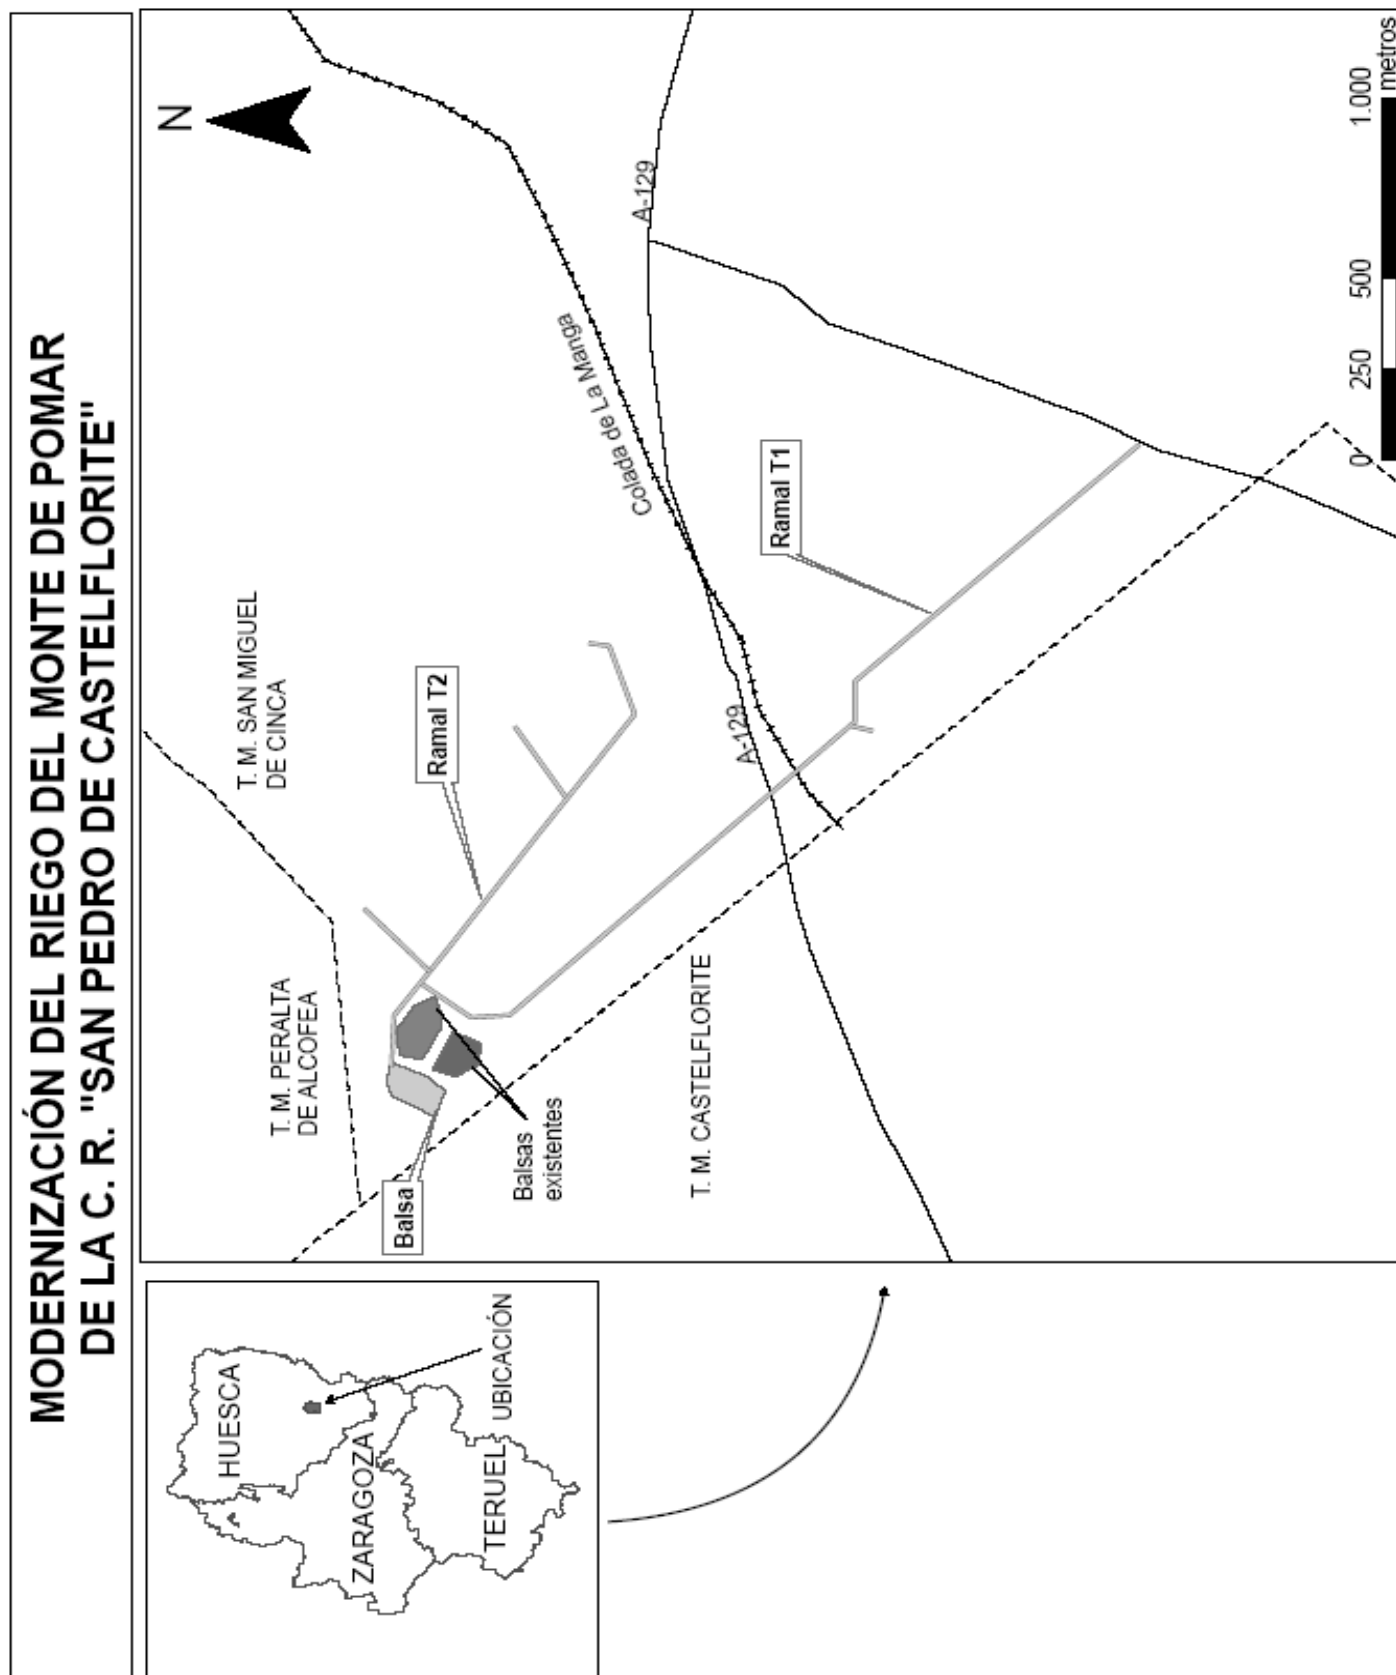 MODERNIZACIÓN DEL RIEGO DEL MONTE DE POMAR
DE LA C. R. "SAN PEDRO DE CASTELFLORITE"
HUESCA
ZARAGOZA
TERUEL
UBICACIÓN
N
T. M. PERALTA
DE ALCOFEA
T. M. SAN MIGUEL
DE CINCA
Balsa
Ramal T2
Balsas
existentes
Colada de La Manga
A-129
A-129
T. M. CASTELFLORITE
Ramal T1
0 250 500 1.000
metros